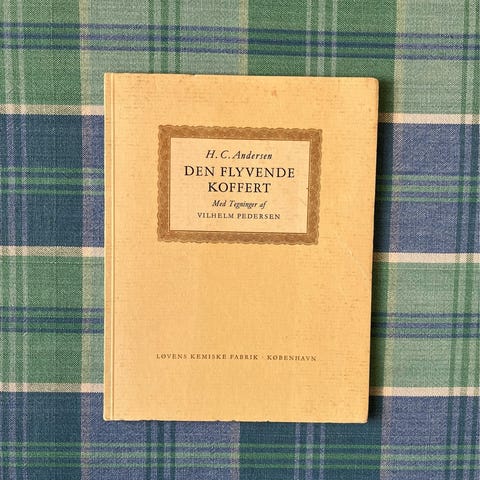 H. C. Andersen
DEN FLYVENDE
KOFFERT
Med Tegninger af
VILHELM PEDERSEN
LØVENS KEMISKE FABRIK · KØBENHAVN